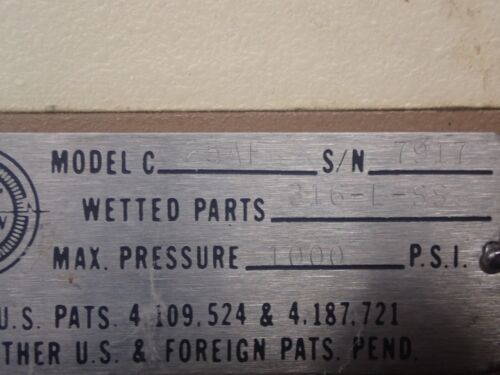 MODEL C S/N 7917
WETTED PARTS 316-L-SS
MAX. PRESSURE 1000 P.S.I.
U.S. PATS. 4,109,524 & 4,187,721
THER U.S. & FOREIGN PATS. PEND.